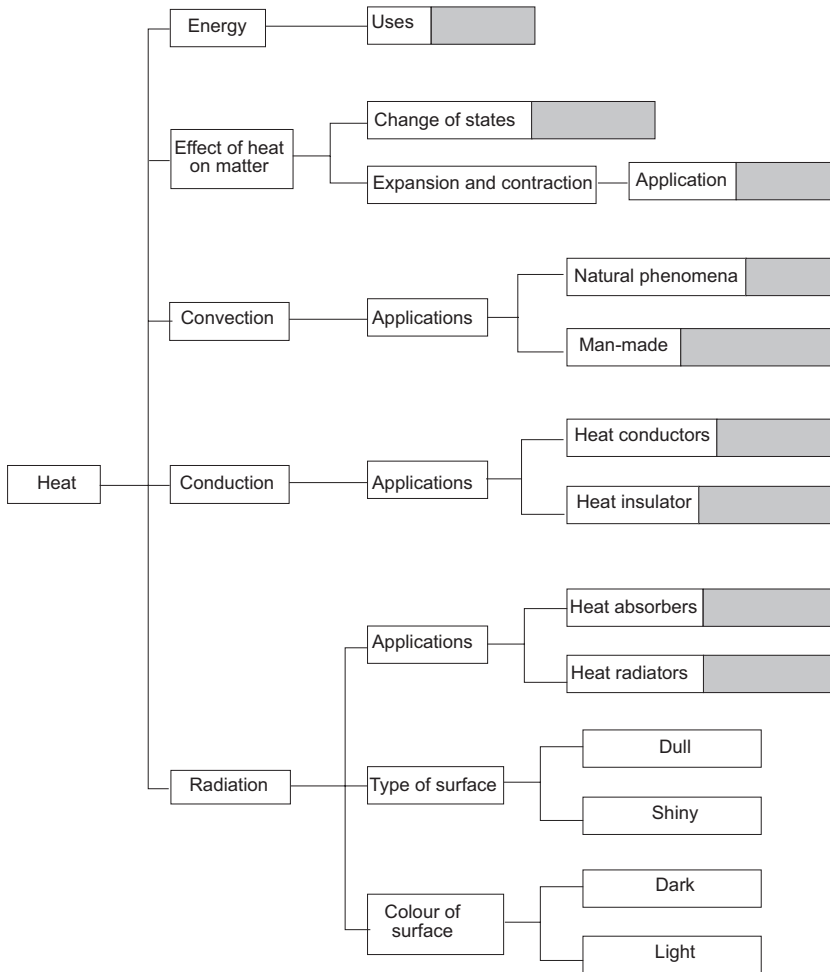 Energy
Uses
Effect of heat
on matter
Change of states
Expansion and contraction
Application
Convection
Applications
Natural phenomena
Man-made
Heat
Conduction
Applications
Heat conductors
Heat insulator
Radiation
Applications
Heat absorbers
Heat radiators
Type of surface
Dull
Shiny
Colour of
surface
Dark
Light